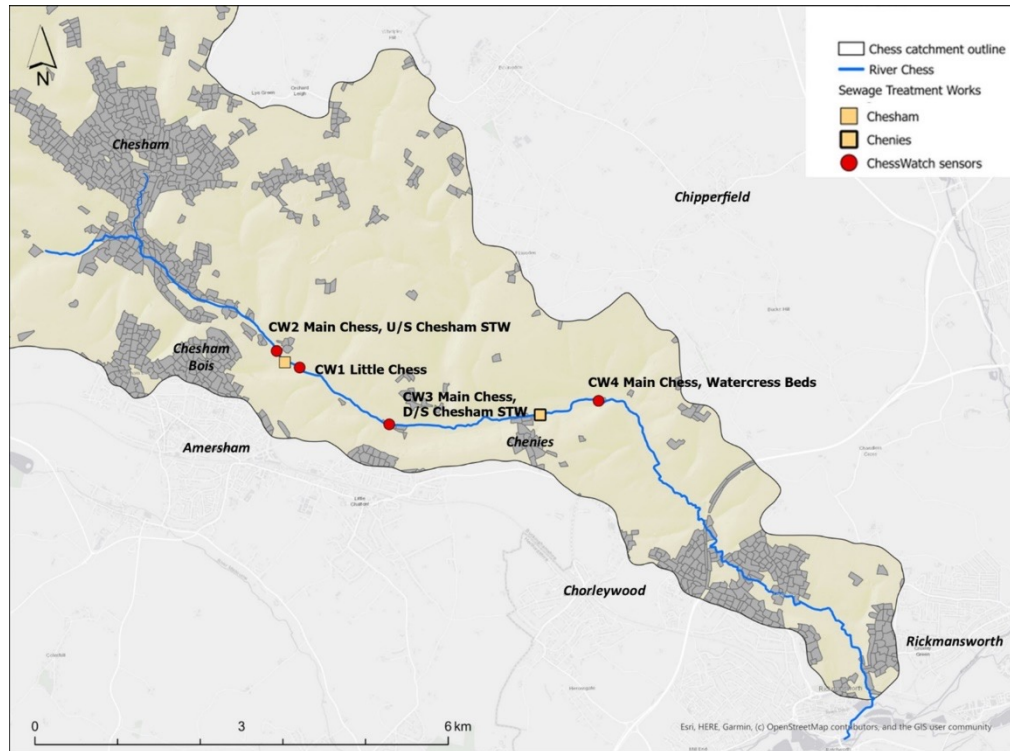 N
Chess catchment outline
River Chess
Sewage Treatment Works
Chesham
Chenies
ChessWatch sensors
Chesham
Chipperfield
CW2 Main Chess, U/S Chesham STW
Chesham
Bois
CW1 Little Chess
CW3 Main Chess,
D/S Chesham STW
CW4 Main Chess, Watercress Beds
Chenies
Amersham
Little
Chalfont
Chorleywood
Rickmansworth
0 3 6 km
Esri, HERE, Garmin, (c) OpenStreetMap contributors, and the GIS user community